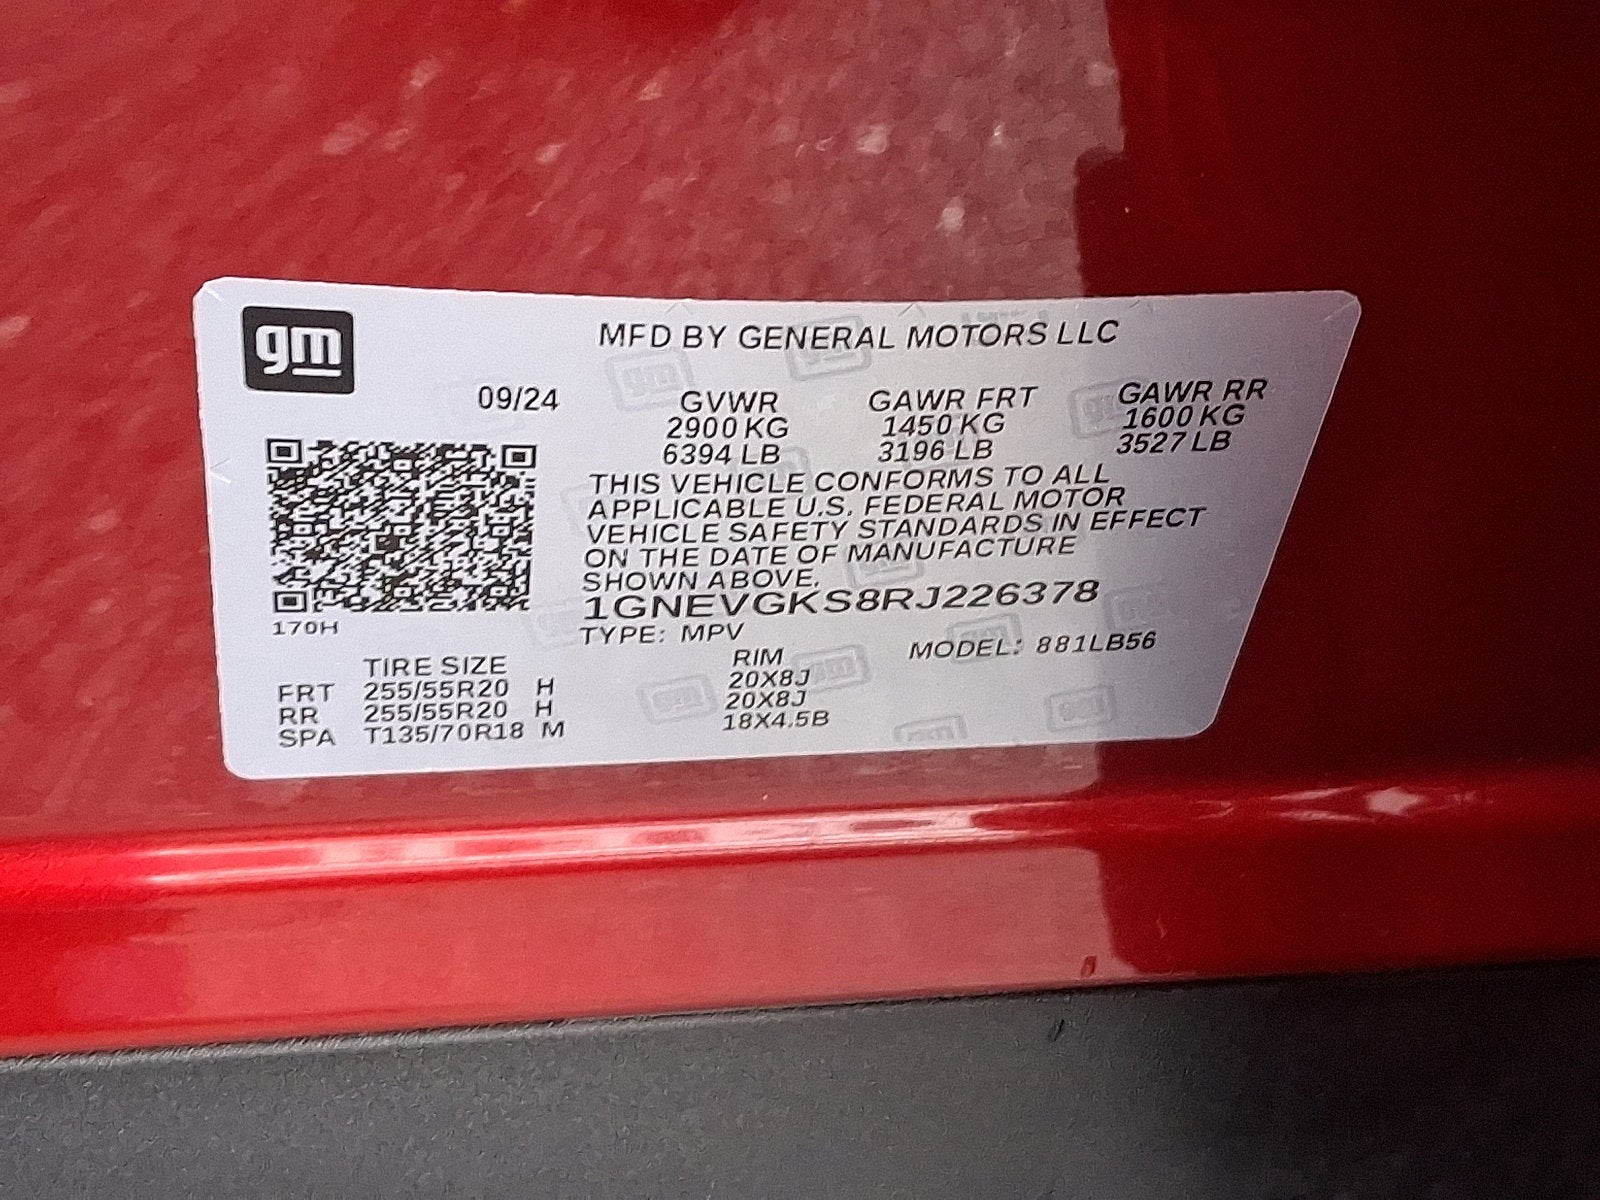 gm
MFD BY GENERAL MOTORS LLC
09/24 GVWR GAWR FRT GAWR RR
2900 KG 1450 KG 1600 KG
6394 LB 3196 LB 3527 LB
THIS VEHICLE CONFORMS TO ALL
APPLICABLE U.S. FEDERAL MOTOR
VEHICLE SAFETY STANDARDS IN EFFECT
ON THE DATE OF MANUFACTURE
SHOWN ABOVE.
1GNEVGKS8RJ226378
170H
TYPE: MPV MODEL: 881LB56
TIRE SIZE RIM
FRT 255/55R20 H 20X8J
RR 255/55R20 H 20X8J
SPA T135/70R18 M 18X4.5B